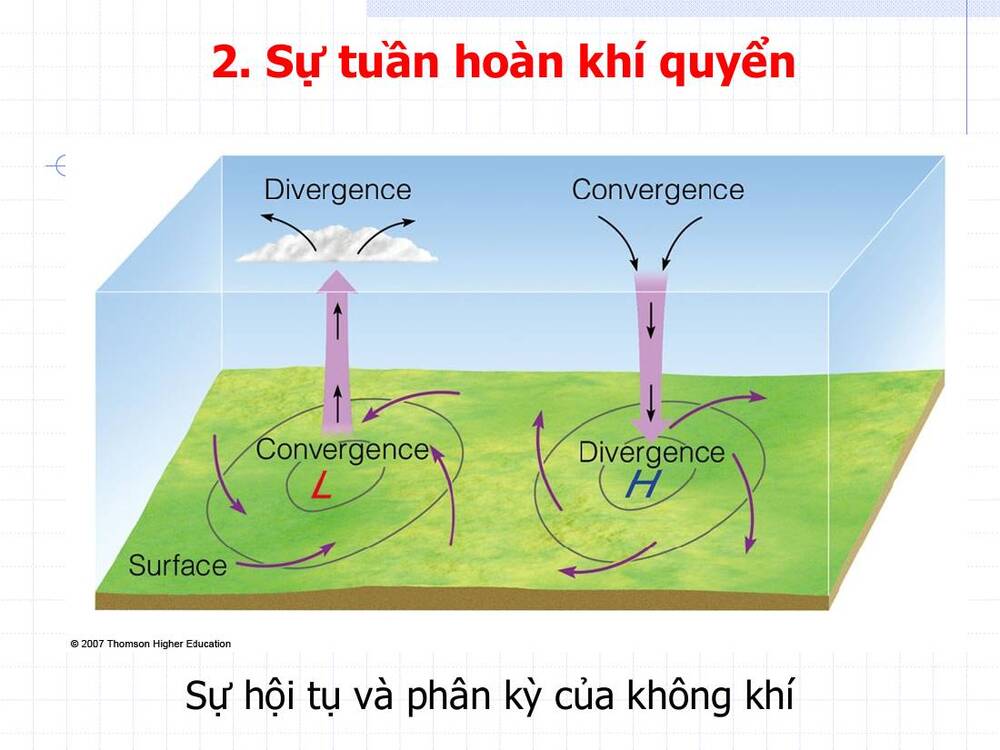 2. Sự tuần hoàn khí quyển
Divergence
Convergence
Convergence
L
Divergence
H
Surface
© 2007 Thomson Higher Education
Sự hội tụ và phân kỳ của không khí